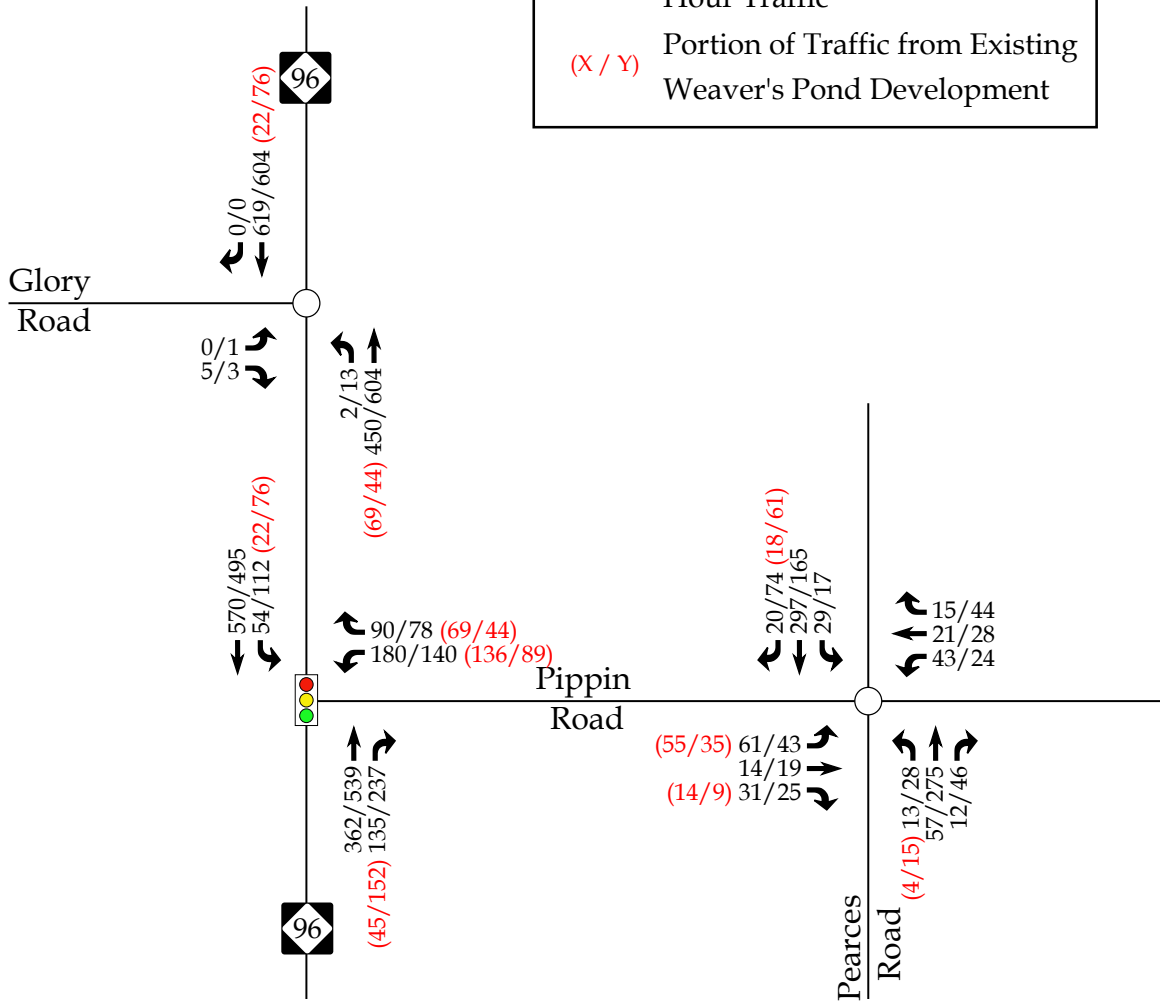 Hour Traffic
(X / Y)
Portion of Traffic from Existing
Weaver's Pond Development
96
0/0
619/604 (22/76)
Glory
Road
0/1
5/3
2/13
(69/44) 450/604
570/495
54/112 (22/76)
90/78 (69/44)
180/140 (136/89)
362/539
(45/152) 135/237
96
Pippin
Road
20/74 (18/61)
297/165
29/17
15/44
21/28
43/24
(55/35) 61/43
14/19
(14/9) 31/25
(4/15) 13/28
57/275
12/46
Pearces
Road